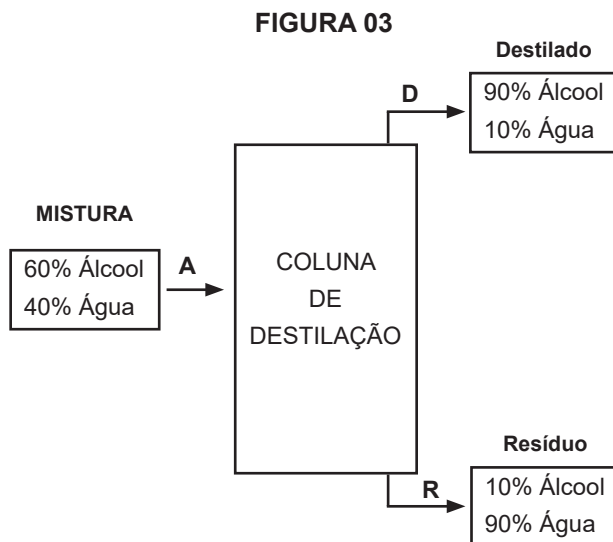 FIGURA 03
Destilado
D
90% Álcool
10% Água
MISTURA
60% Álcool
40% Água
A
COLUNA
DE
DESTILAÇÃO
Resíduo
R
10% Álcool
90% Água